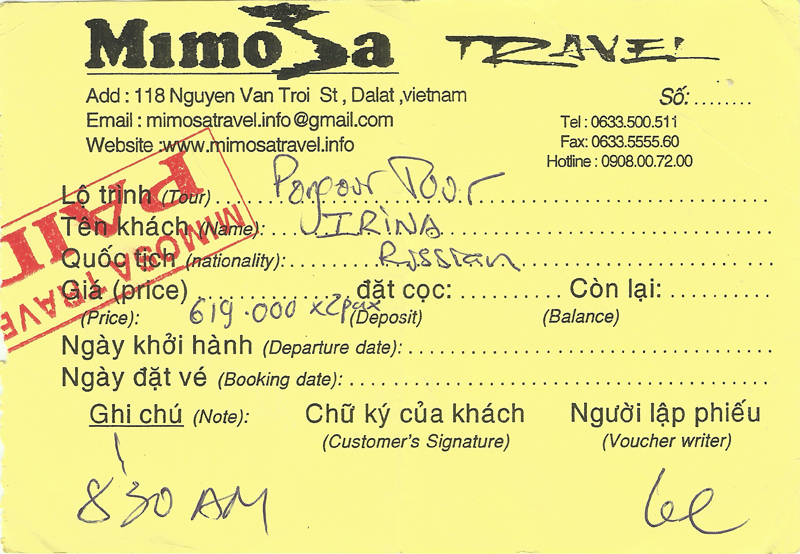 Mimosa TRAVEL
Add : 118 Nguyen Van Troi St , Dalat ,vietnam
Số:........
Email : mimosatravel.info@gmail.com
Tel : 0633.500.511
Website :www.mimosatravel.info
Fax: 0633.5555.60
Hotline : 0908.00.72.00
PAID
MIMOSA TRAVEL
Lộ trình (Tour) Tour
Tên khách (Name): IRINA
Quốc tịch (nationality): Russian
Giá (price) đặt cọc: Còn lại:
(Price): 619.000 x2pax (Deposit) (Balance)
Ngày khởi hành (Departure date):
Ngày đặt vé (Booking date):
Ghi chú (Note): Chữ ký của khách Người lập phiếu
(Customer's Signature) (Voucher writer)
8:30 AM